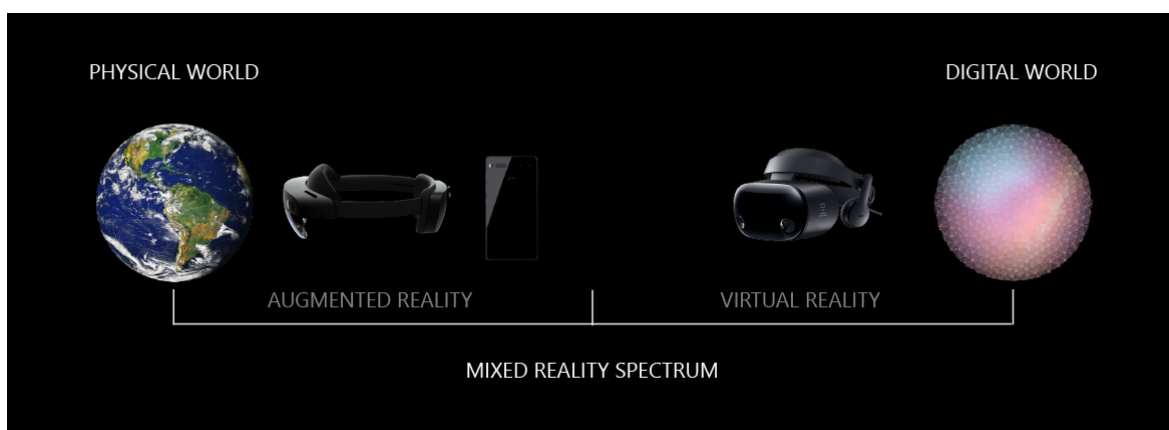 PHYSICAL WORLD
DIGITAL WORLD
AUGMENTED REALITY
VIRTUAL REALITY
MIXED REALITY SPECTRUM